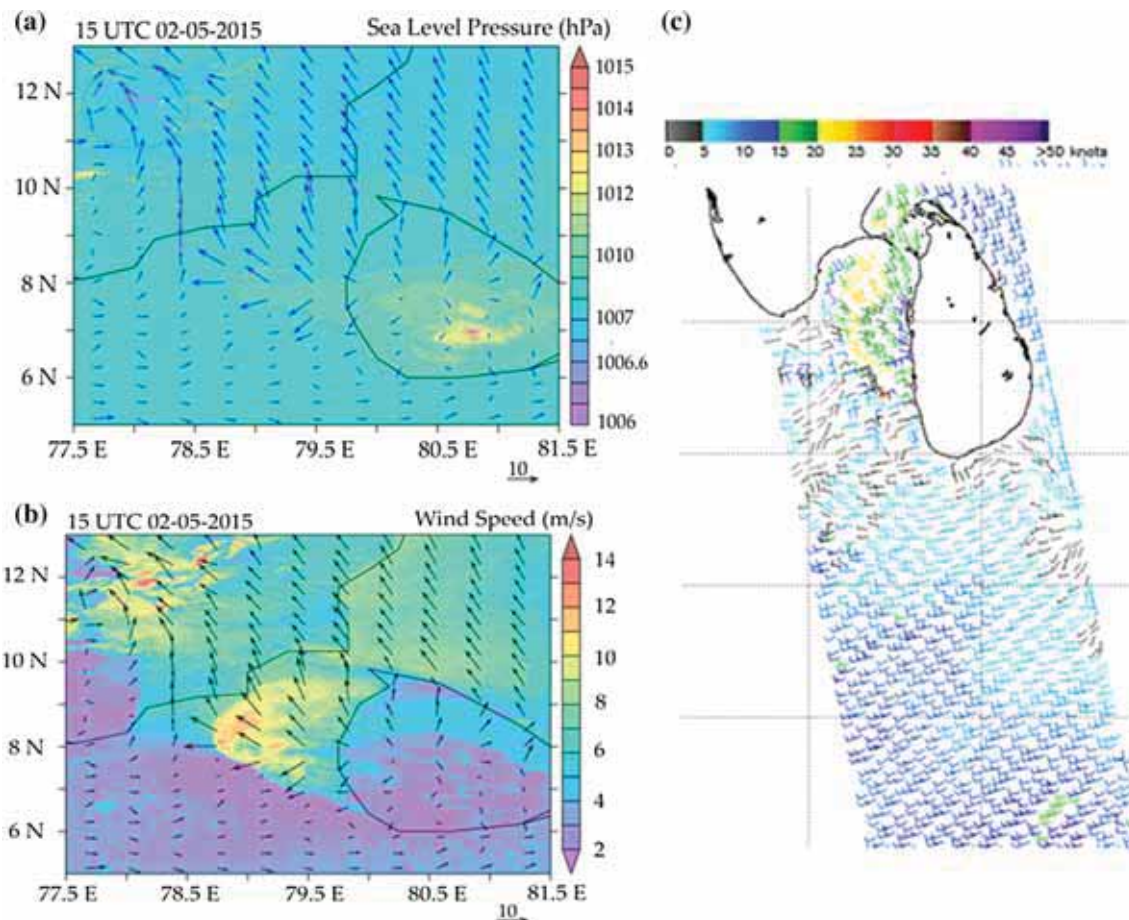 (a)
15 UTC 02-05-2015 Sea Level Pressure (hPa)
12 N
10 N
8 N
6 N
77.5 E 78 E 79.5 E 80.5 E 81.5 E
10
1015
1014
1013
1012
1010
1007
1006.6
1006
(b)
15 UTC 02-05-2015 Wind Speed (m/s)
12 N
10 N
8 N
6 N
77.5 E 78 E 79.5 E 80.5 E 81.5 E
10
14
12
10
8
6
4
2
(c)
0 5 10 15 20 25 30 35 40 45 >50 knots